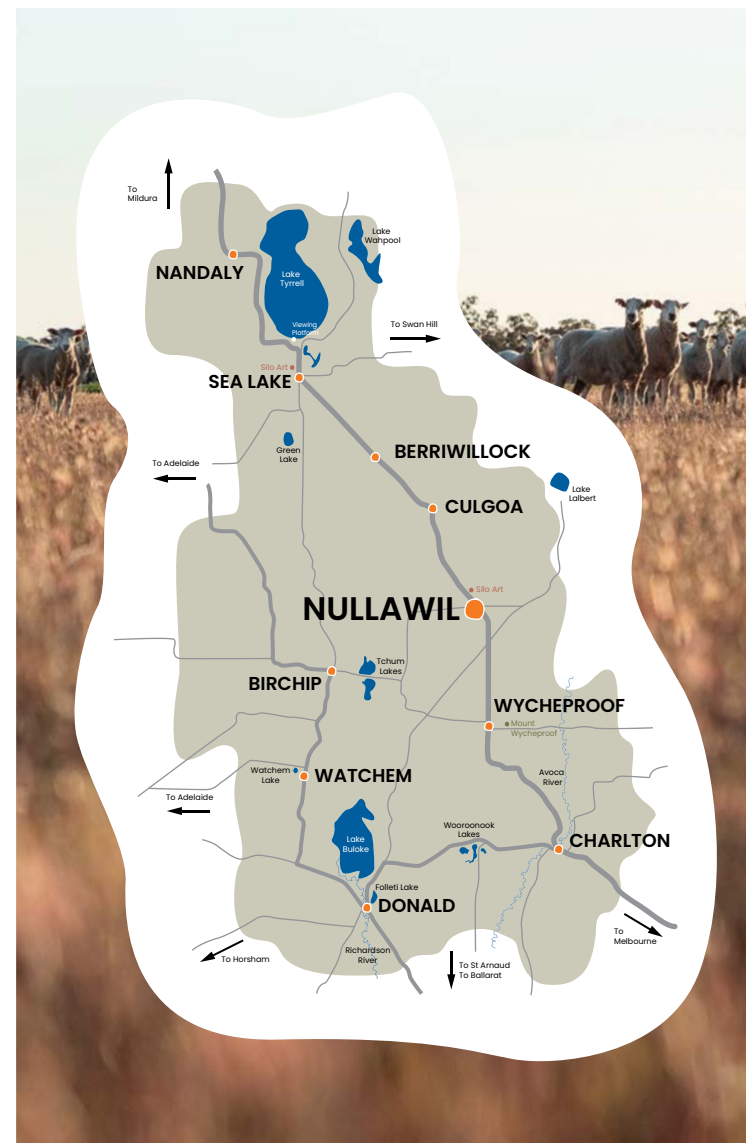 To
Mildura
Lake
Wahpool
NANDALY
Lake
Tyrrell
Viewing
Platform
To Swan Hill
Silo Art
SEA LAKE
Green
Lake
BERRIWILLOCK
To Adelaide
Lake
Lalbert
CULGOA
Silo Art
NULLAWIL
Tchum
Lakes
BIRCHIP
WYCHEPROOF
Mount
Wycheproof
Watchem
Lake
WATCHEM
Avoca
River
To Adelaide
Wooroonook
Lakes
Lake
Buloke
CHARLTON
Folleti Lake
DONALD
To
Melbourne
Richardson
River
To Horsham
To St Arnaud
To Ballarat